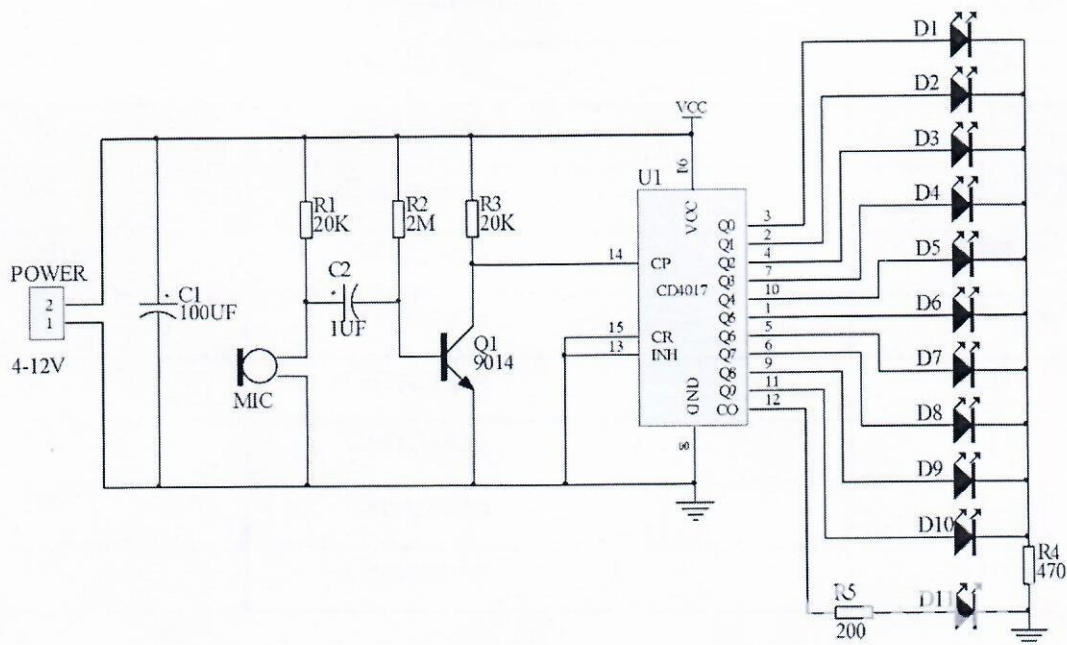 D1
D2
VCC
D3
16
U1
D4
R1
20K
R2
2M
R3
20K
VCC
Q0 3
Q1 2
Q2 4
Q3 7
Q4 10
Q5 1
Q6 5
Q7 6
Q8 9
Q9 11
CO 12
D5
14 CP
CD4017
POWER
2
1
4-12V
C1
100UF
C2
1UF
D6
15 CR
13 INH
Q1
9014
D7
MIC
GND
8
D8
D9
D10
R4
470
R5
200
D11